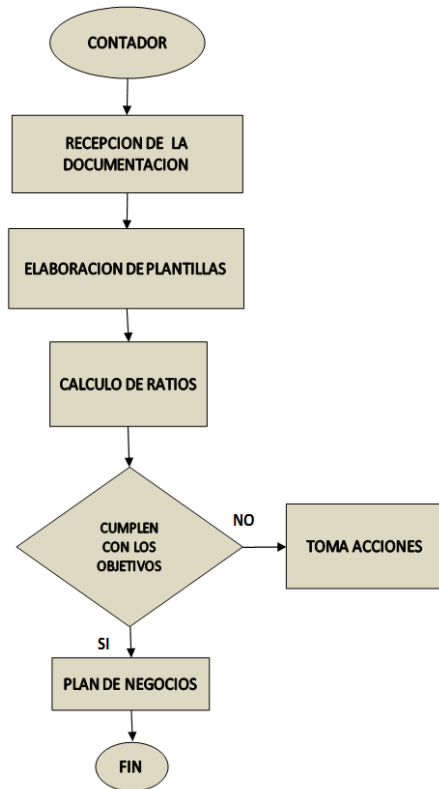 CONTADOR
RECEPCION DE LA
DOCUMENTACION
ELABORACION DE PLANTILLAS
CALCULO DE RATIOS
CUMPLEN
CON LOS
OBJETIVOS
NO
TOMA ACCIONES
SI
PLAN DE NEGOCIOS
FIN